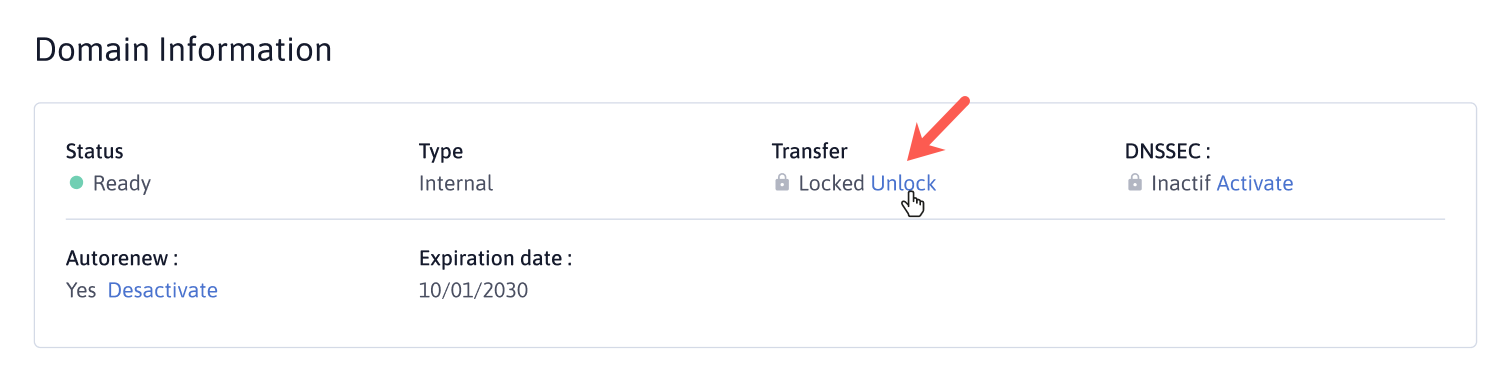 Domain Information
Status
Type
Transfer
DNSSEC :
Ready
Internal
Locked Unlock
Inactif Activate
Autorenew :
Expiration date :
Yes Desactivate
10/01/2030